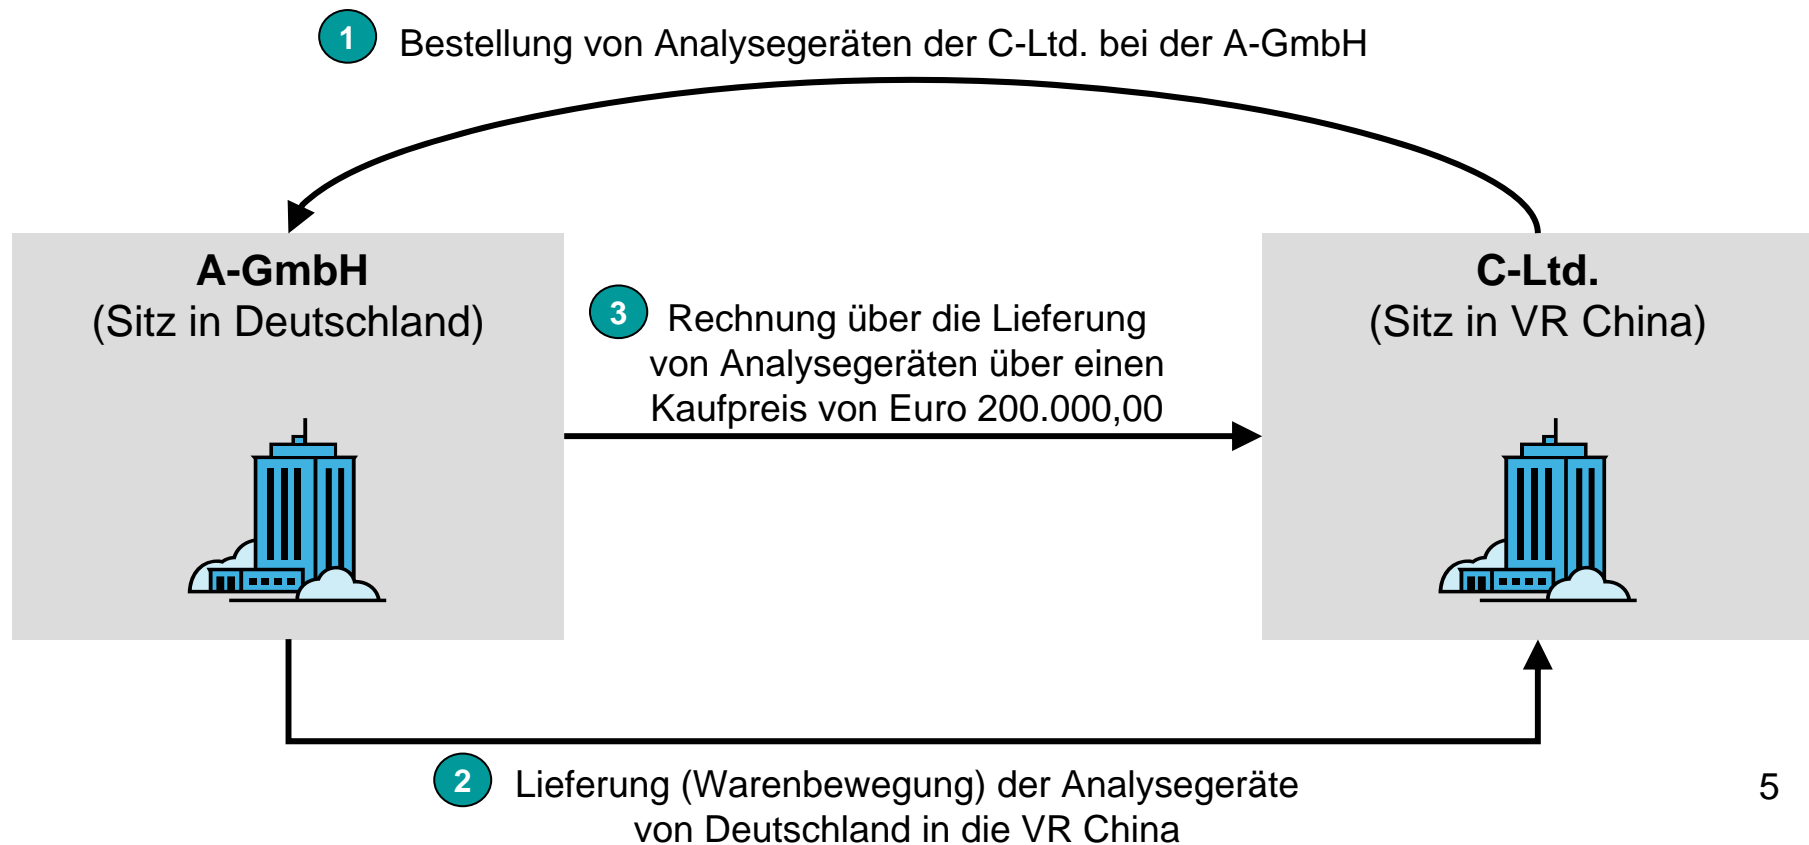 1 Bestellung von Analysegeräten der C-Ltd. bei der A-GmbH
A-GmbH
(Sitz in Deutschland)
3 Rechnung über die Lieferung
von Analysegeräten über einen
Kaufpreis von Euro 200.000,00
C-Ltd.
(Sitz in VR China)
2 Lieferung (Warenbewegung) der Analysegeräte
von Deutschland in die VR China
5